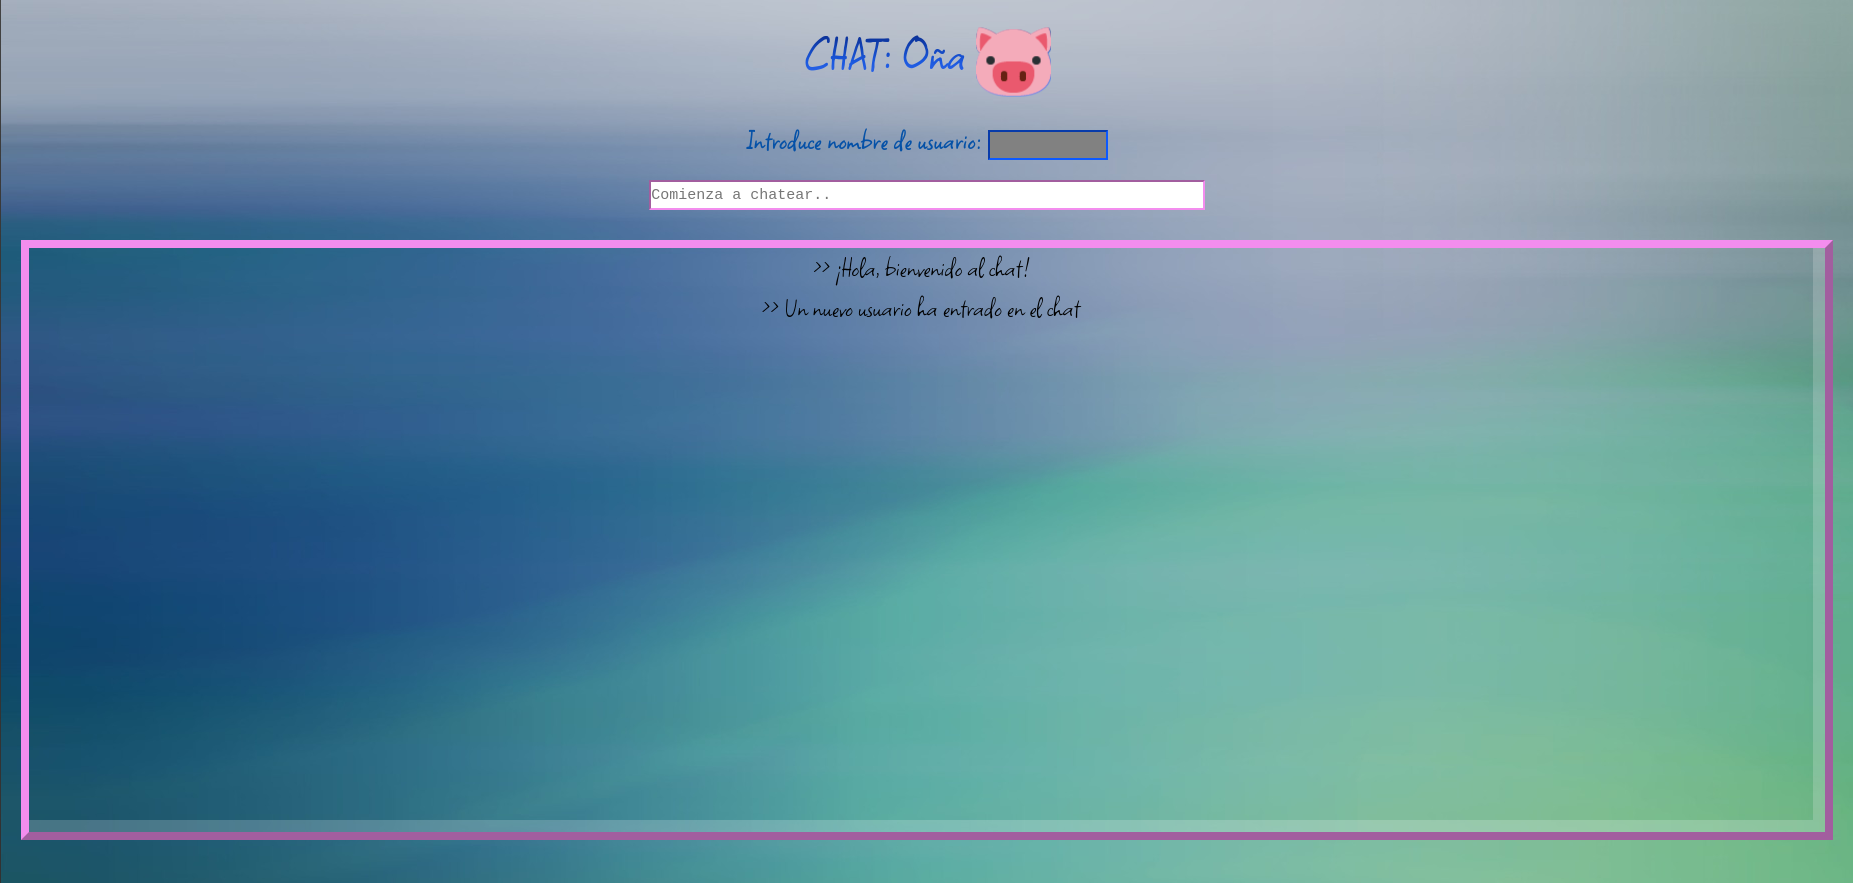 CHAT: Oña
Introduce nombre de usuario:
Comienza a chatear..
>> ¡Hola, bienvenido al chat!
>> Un nuevo usuario ha entrado en el chat